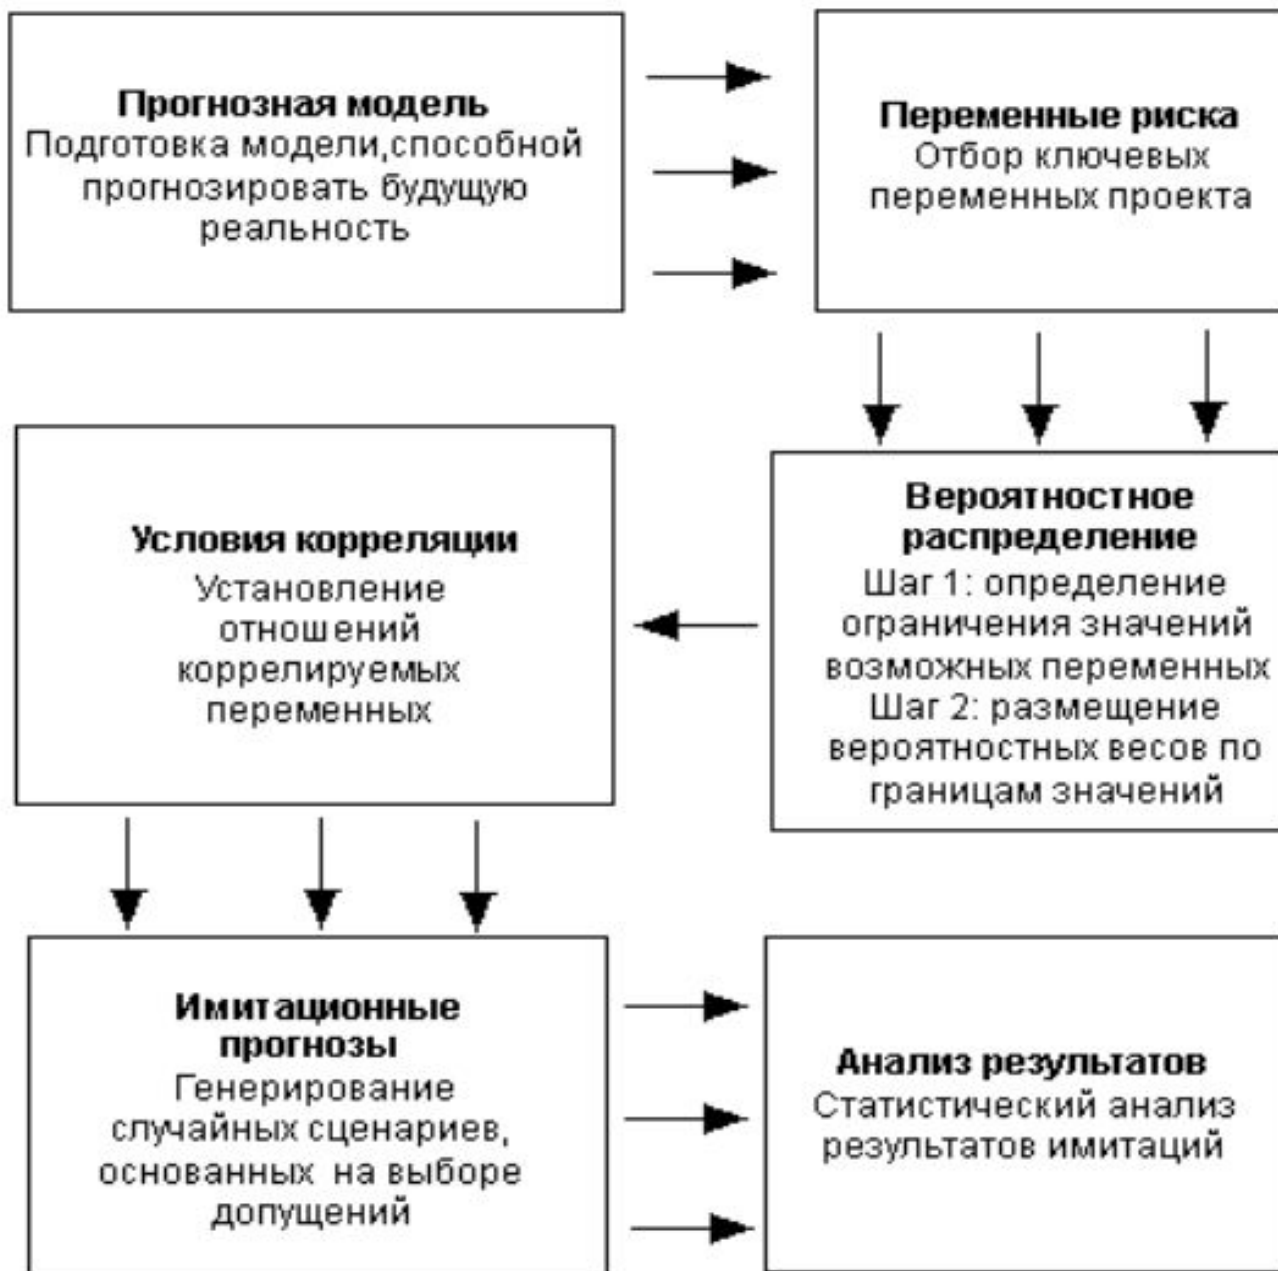 Прогнозная модель
Подготовка модели,способной
прогнозировать будущую
реальность
Переменные риска
Отбор ключевых
переменных проекта
Вероятностное
распределение
Шаг 1: определение
ограничения значений
возможных переменных
Шаг 2: размещение
вероятностных весов по
границам значений
Условия корреляции
Установление
отношений
коррелируемых
переменных
Имитационные
прогнозы
Генерирование
случайных сценариев,
основанных на выборе
допущений
Анализ результатов
Статистический анализ
результатов имитаций